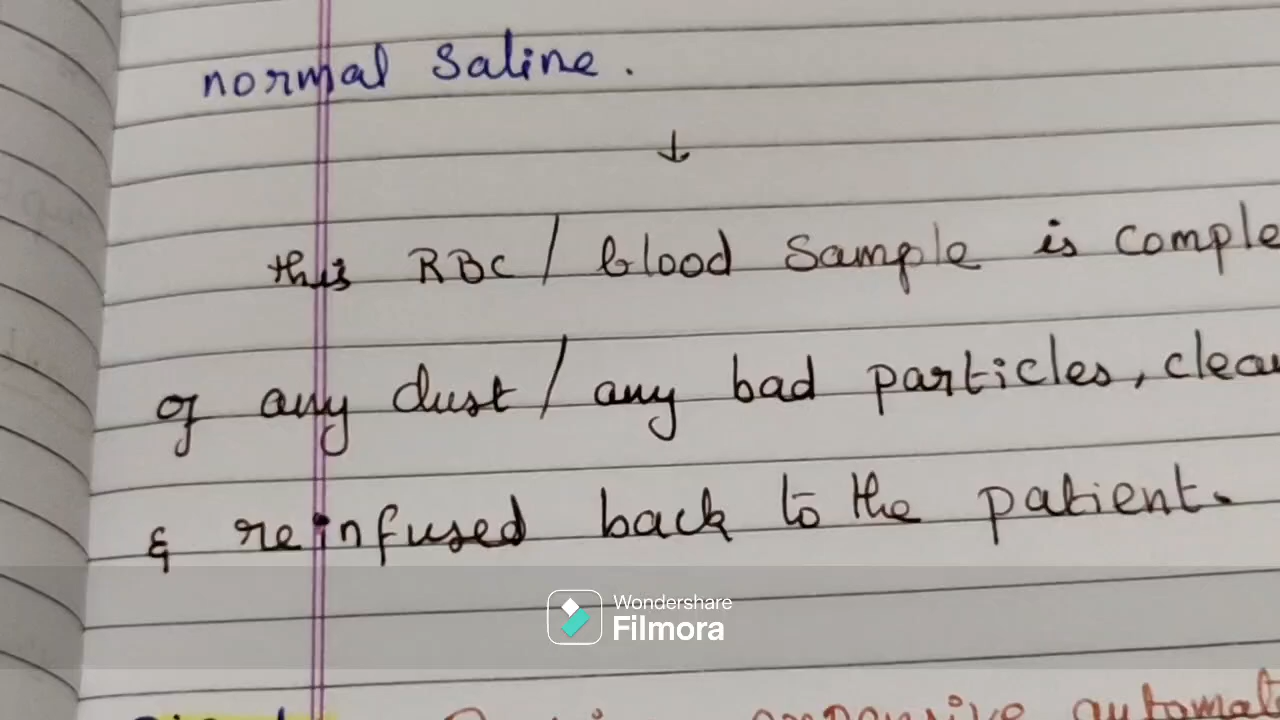 normal saline.
↓
this RBC / blood sample is comple
of any dust / any bad particles, clea
& reinfused back to the patient.
Wondershare
Filmora
automat